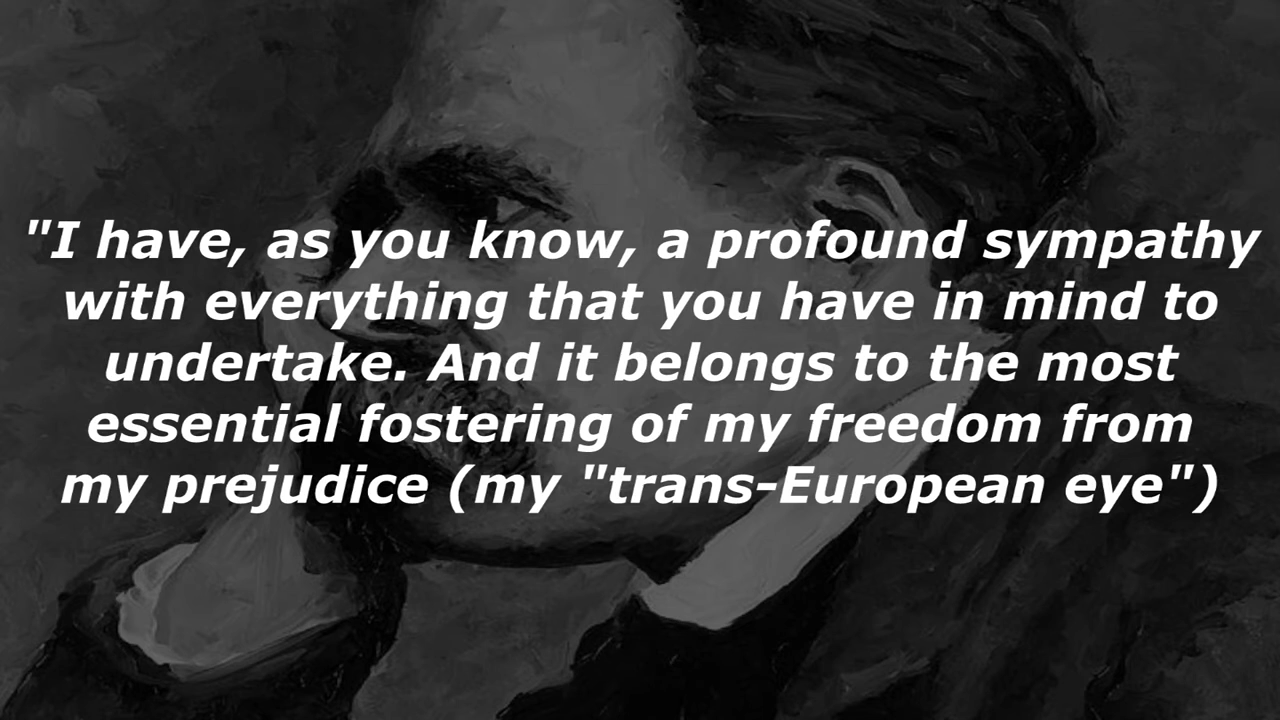 "I have, as you know, a profound sympathy
with everything that you have in mind to
undertake. And it belongs to the most
essential fostering of my freedom from
my prejudice (my "trans-European eye")